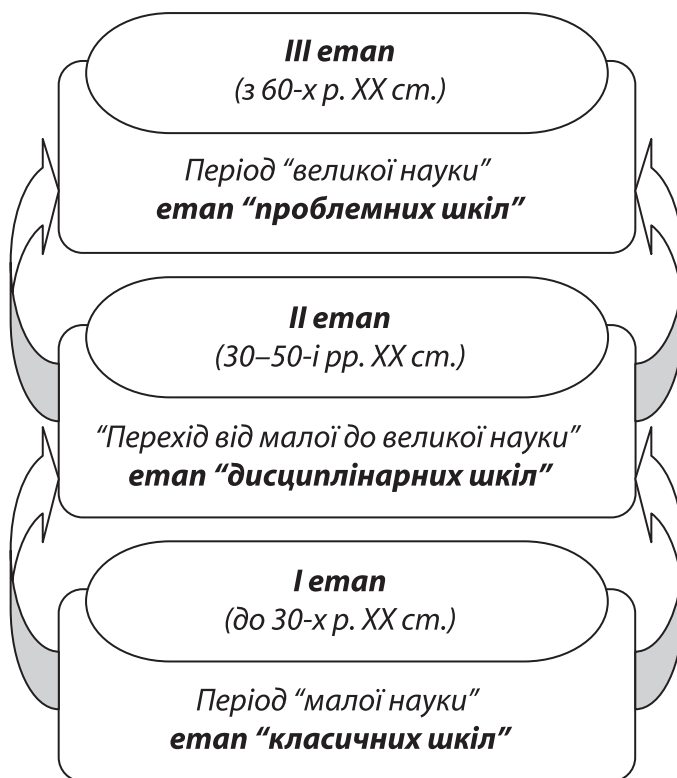 III етап
(з 60-х р. XX ст.)
Період “великої науки”
етап “проблемних шкіл”
II етап
(30–50-і рр. XX ст.)
“Перехід від малої до великої науки”
етап “дисциплінарних шкіл”
I етап
(до 30-х р. XX ст.)
Період “малої науки”
етап “класичних шкіл”